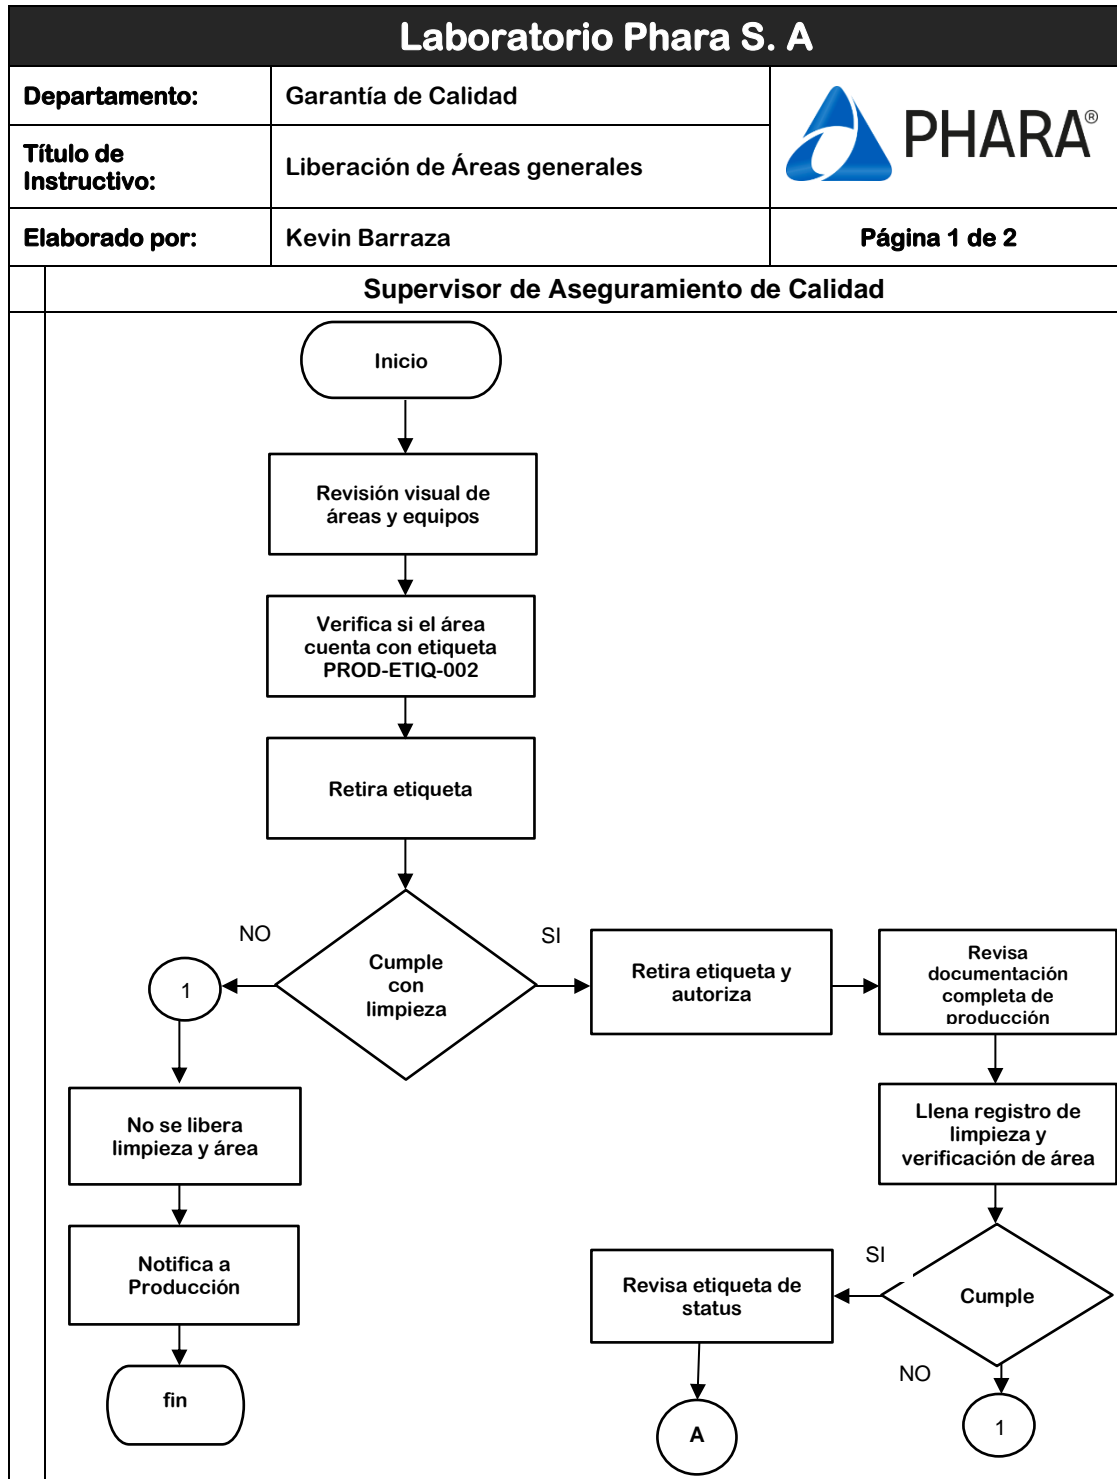 Laboratorio Phara S. A
Departamento:
Garantía de Calidad
PHARA®
Título de
Instructivo:
Liberación de Áreas generales
Elaborado por:
Kevin Barraza
Página 1 de 2
Supervisor de Aseguramiento de Calidad
Inicio
Revisión visual de
áreas y equipos
Verifica si el área
cuenta con etiqueta
PROD-ETIQ-002
Retira etiqueta
NO
SI
Cumple
con
limpieza
1
Retira etiqueta y
autoriza
Revisa
documentación
completa de
producción
No se libera
limpieza y área
Llena registro de
limpieza y
verificación de área
Notifica a
Producción
SI
Revisa etiqueta de
status
Cumple
NO
fin
A
1